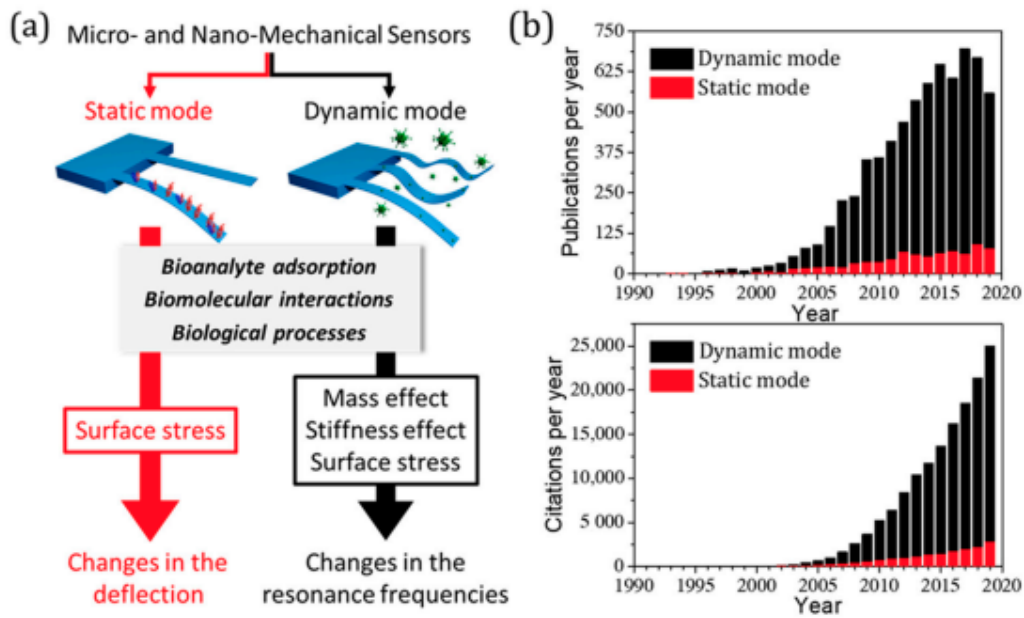 (a)
Micro- and Nano-Mechanical Sensors
Static mode
Dynamic mode
Bioanalyte adsorption
Biomolecular interactions
Biological processes
Surface stress
Mass effect
Stiffness effect
Surface stress
Changes in the
deflection
Changes in the
resonance frequencies
(b)
Pubilcations per year
750
625
500
375
250
125
0
Dynamic mode
Static mode
1990 1995 2000 2005 2010 2015 2020
Year
Citations per year
25,000
20,000
15,000
10,000
5 000
0
Dynamic mode
Static mode
1990 1995 2000 2005 2010 2015 2020
Year